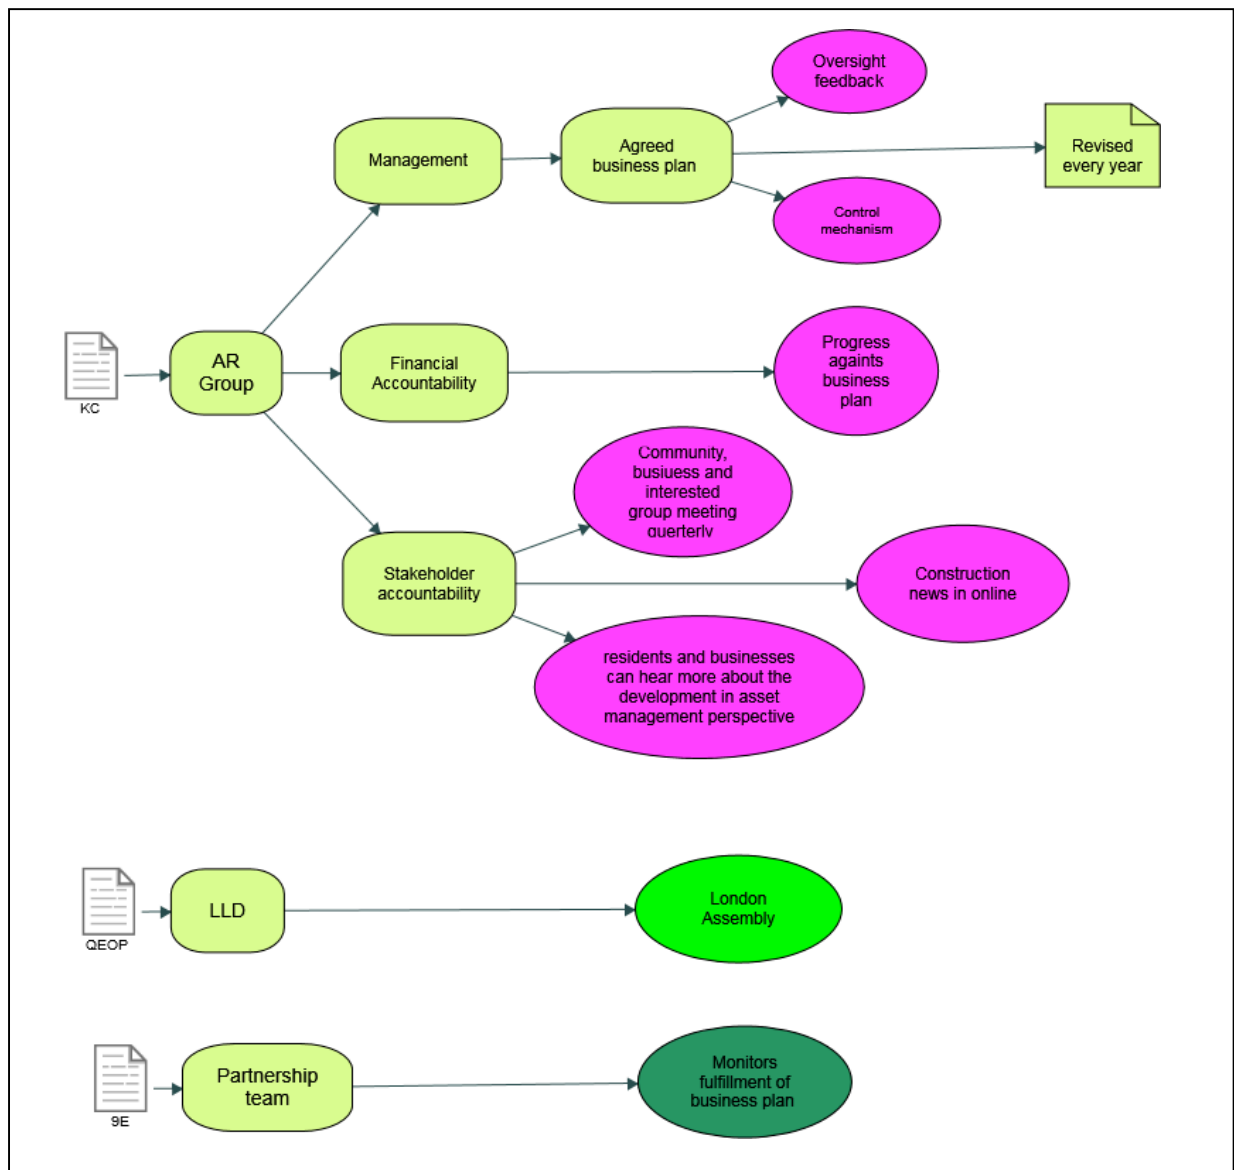 Oversight
feedback
Management
Agreed
business plan
Revised
every year
Control
mechanism
KC
AR
Group
Financial
Accountability
Progress
againts
business
plan
Community,
busiuess and
interested
group meeting
querterly
Stakeholder
accountability
Construction
news in online
residents and businesses
can hear more about the
development in asset
management perspective
QEOP
LLD
London
Assembly
9E
Partnership
team
Monitors
fulfillment of
business plan